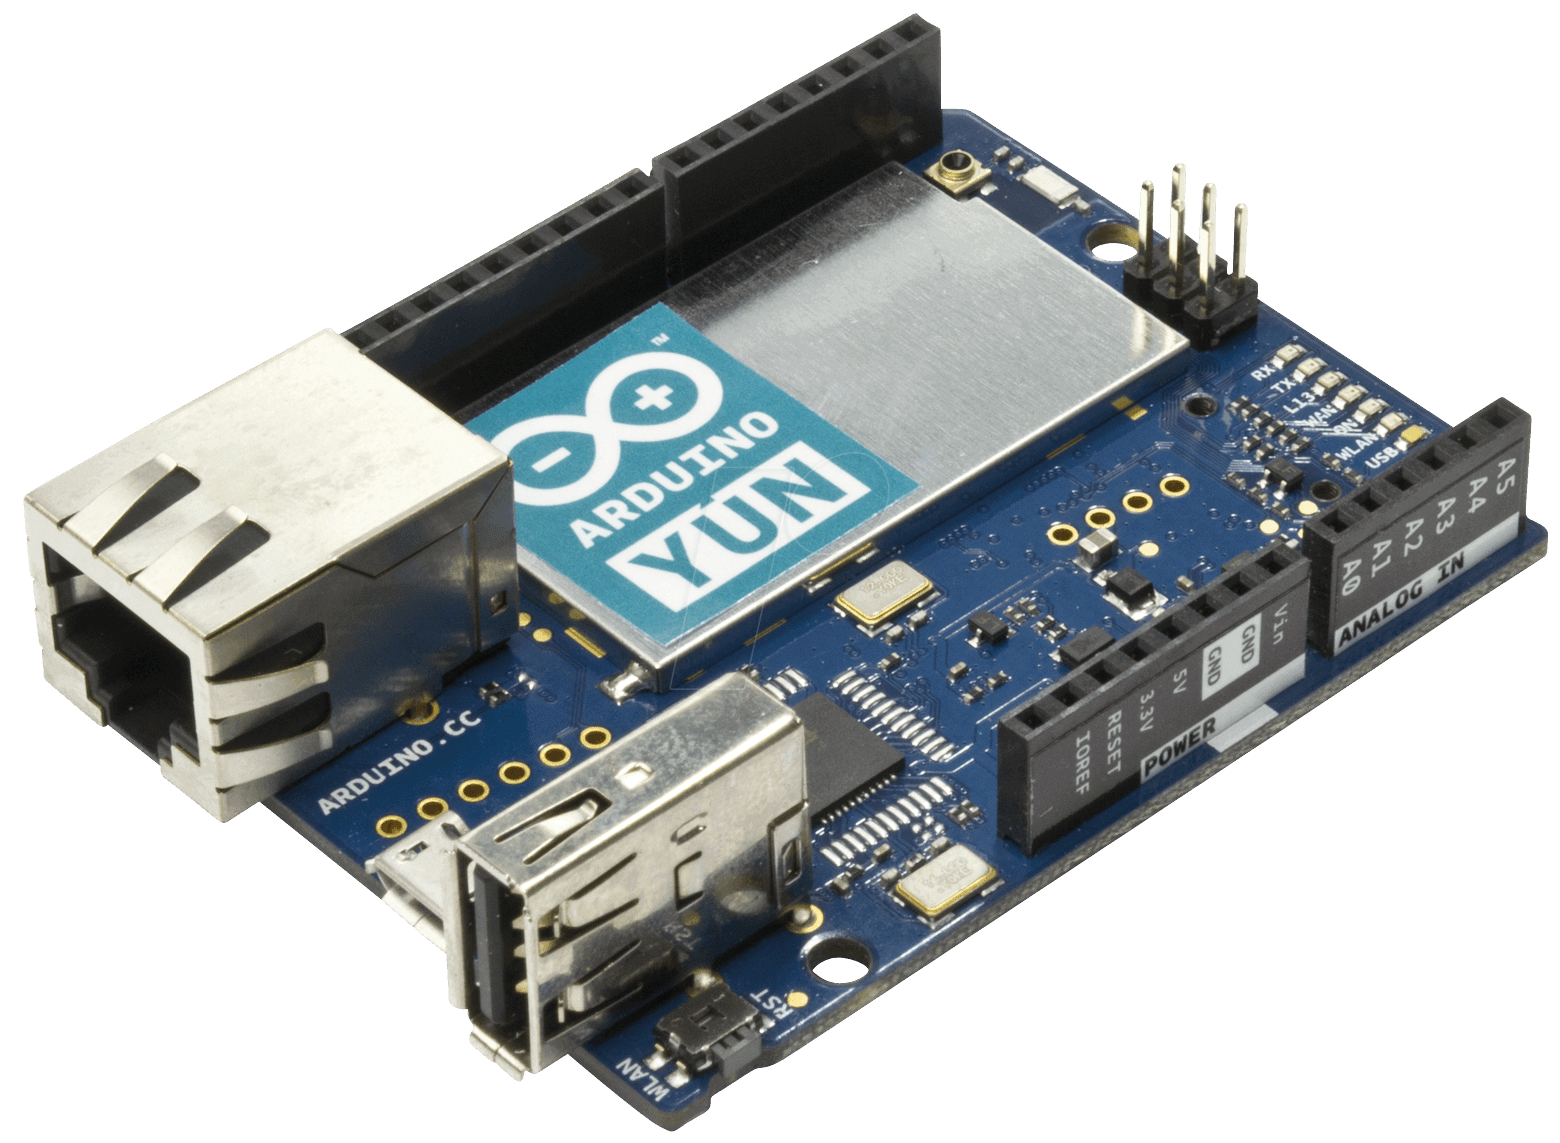 ARDUINO
YUN
™
ARDUINO.CC
RX
TX
L13
WLAN
USB
A5
A4
A3
A2
A1
A0
ANALOG IN
Vin
GND
GND
5V
3.3V
RESET
IOREF
POWER
RST
WLAN